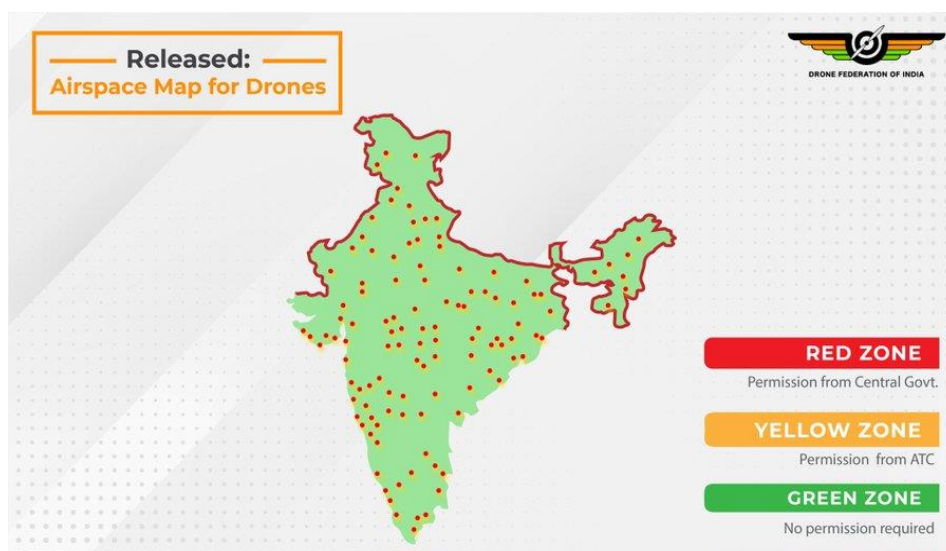 Released:
Airspace Map for Drones
DRONE FEDERATION OF INDIA
RED ZONE
Permission from Central Govt.
YELLOW ZONE
Permission from ATC
GREEN ZONE
No permission required